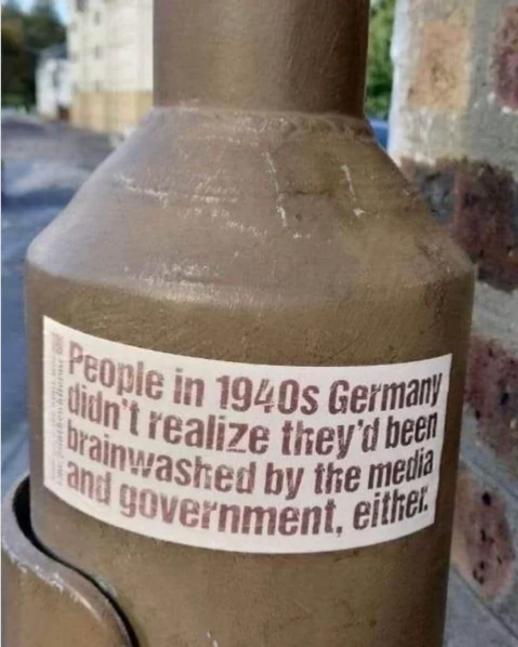 People in 1940s Germany
didn't realize they'd been
brainwashed by the media
and government, either.